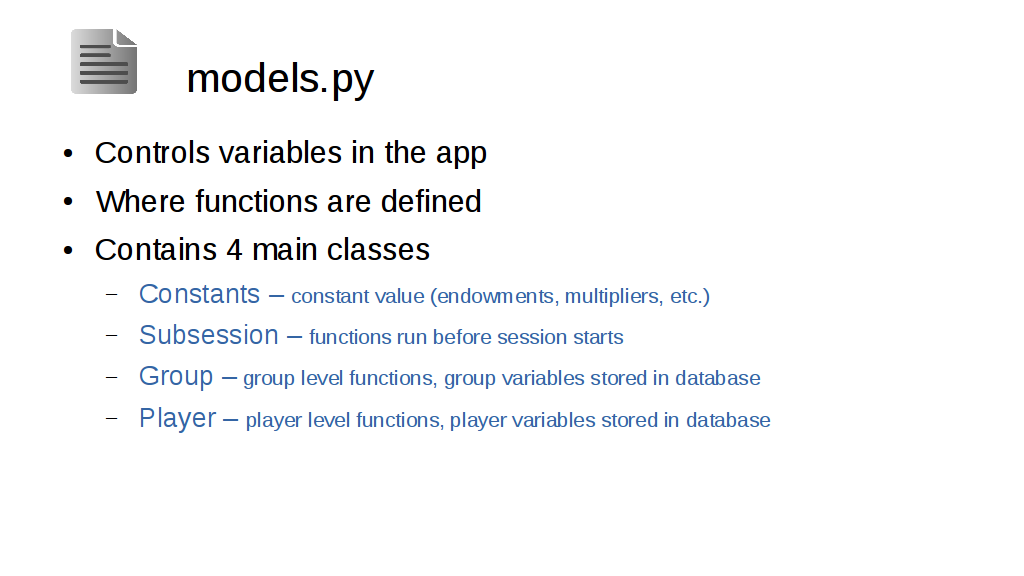 models.py
• Controls variables in the app
• Where functions are defined
• Contains 4 main classes
– Constants – constant value (endowments, multipliers, etc.)
– Subsession – functions run before session starts
– Group – group level functions, group variables stored in database
– Player – player level functions, player variables stored in database